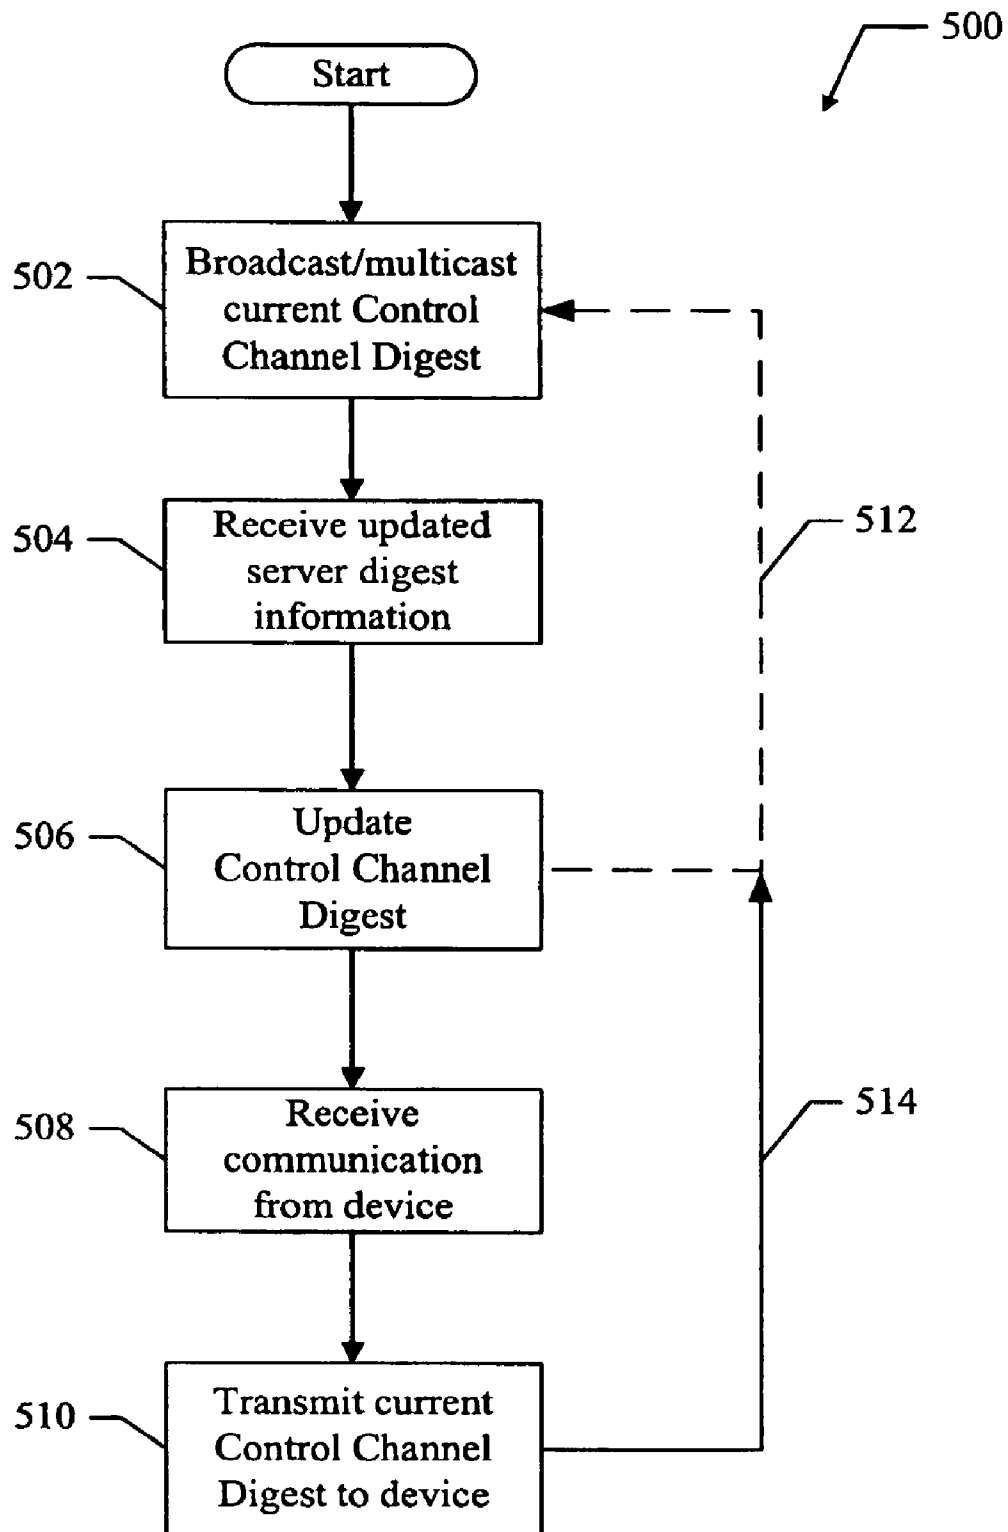 500
Start
502
Broadcast/multicast
current Control
Channel Digest
504
Receive updated
server digest
information
512
506
Update
Control Channel
Digest
508
Receive
communication
from device
514
510
Transmit current
Control Channel
Digest to device